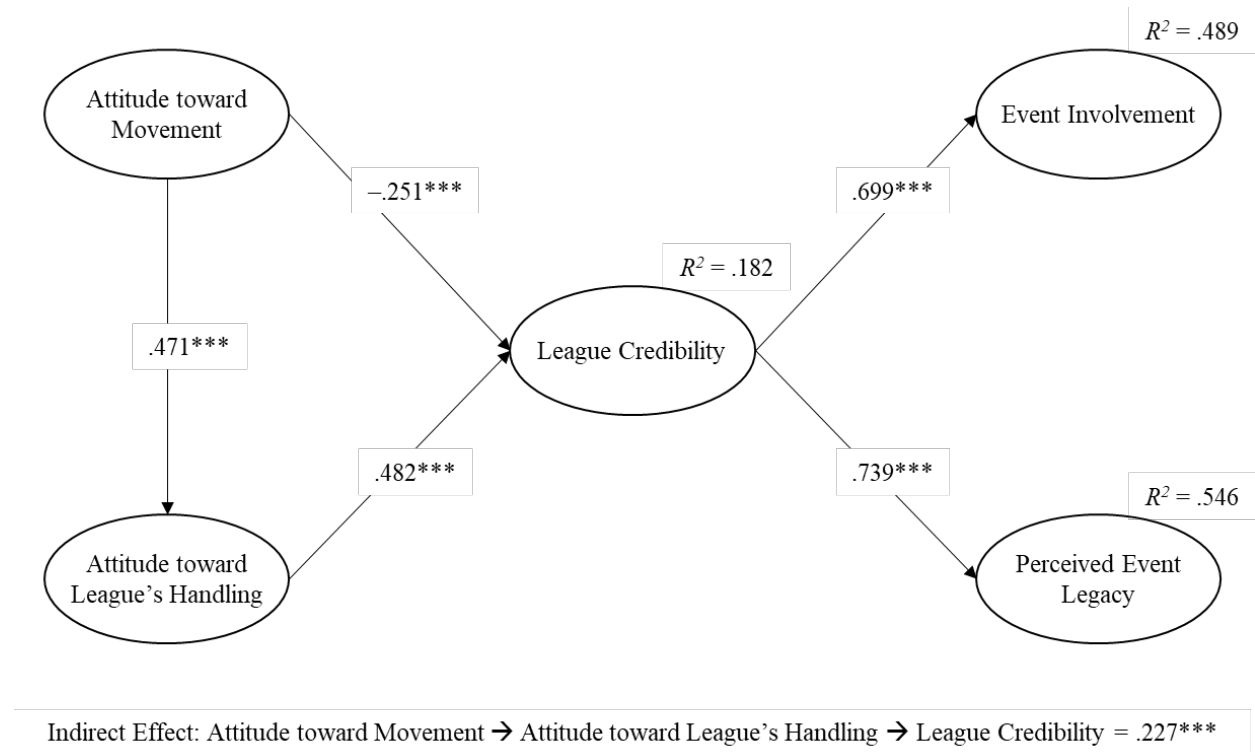 R² = .489
Attitude toward
Movement
Event Involvement
–.251***
.699***
R² = .182
.471***
League Credibility
.482***
.739***
R² = .546
Attitude toward
League’s Handling
Perceived Event
Legacy
Indirect Effect: Attitude toward Movement → Attitude toward League’s Handling → League Credibility = .227***